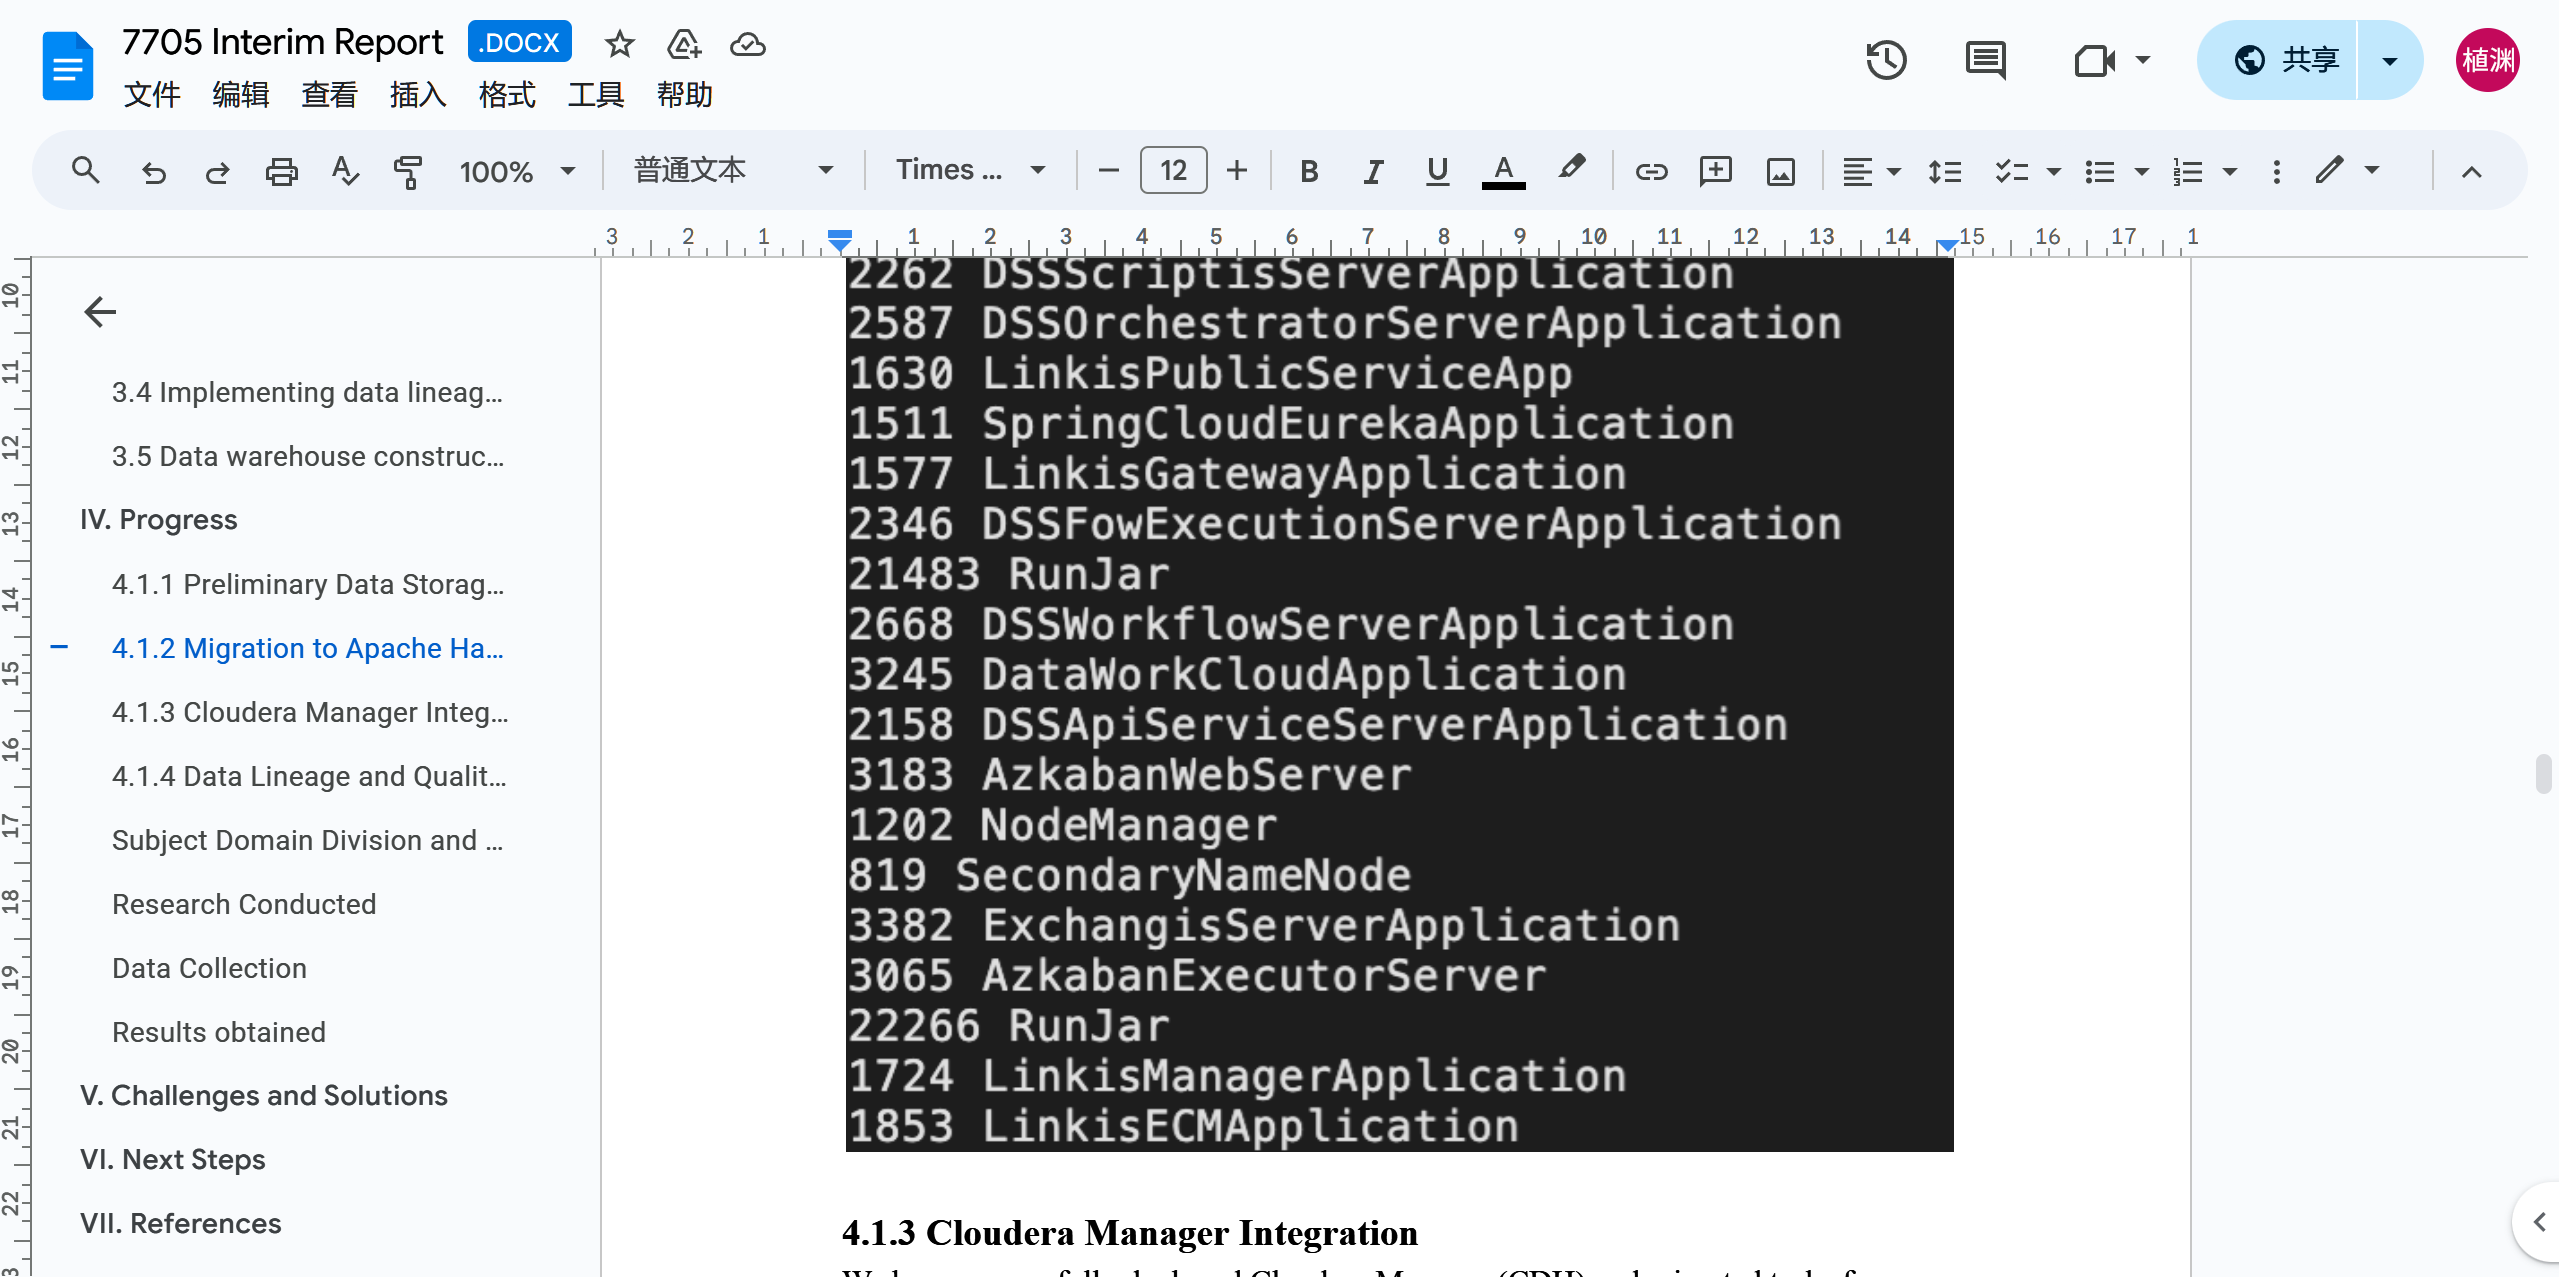 7705 Interim Report .DOCX
文件 编辑 查看 插入 格式 工具 帮助
共享
植渊
100% 普通文本 Times ... 12 B I U A
3 2 1 1 2 3 4 5 6 7 8 9 10 11 12 13 14 15 16 17 1
10
11
12
13
14
15
16
17
18
19
20
21
22
3.4 Implementing data lineag...
3.5 Data warehouse construc...
IV. Progress
4.1.1 Preliminary Data Storag...
4.1.2 Migration to Apache Ha...
4.1.3 Cloudera Manager Integ...
4.1.4 Data Lineage and Qualit...
Subject Domain Division and ...
Research Conducted
Data Collection
Results obtained
V. Challenges and Solutions
VI. Next Steps
VII. References
2262 DSSScriptisServerApplication
2587 DSSOrchestratorServerApplication
1630 LinkisPublicServiceApp
1511 SpringCloudEurekaApplication
1577 LinkisGatewayApplication
2346 DSSFowExecutionServerApplication
21483 RunJar
2668 DSSWorkflowServerApplication
3245 DataWorkCloudApplication
2158 DSSApiServiceServerApplication
3183 AzkabanWebServer
1202 NodeManager
819 SecondaryNameNode
3382 ExchangisServerApplication
3065 AzkabanExecutorServer
22266 RunJar
1724 LinkisManagerApplication
1853 LinkisECMApplication
4.1.3 Cloudera Manager Integration